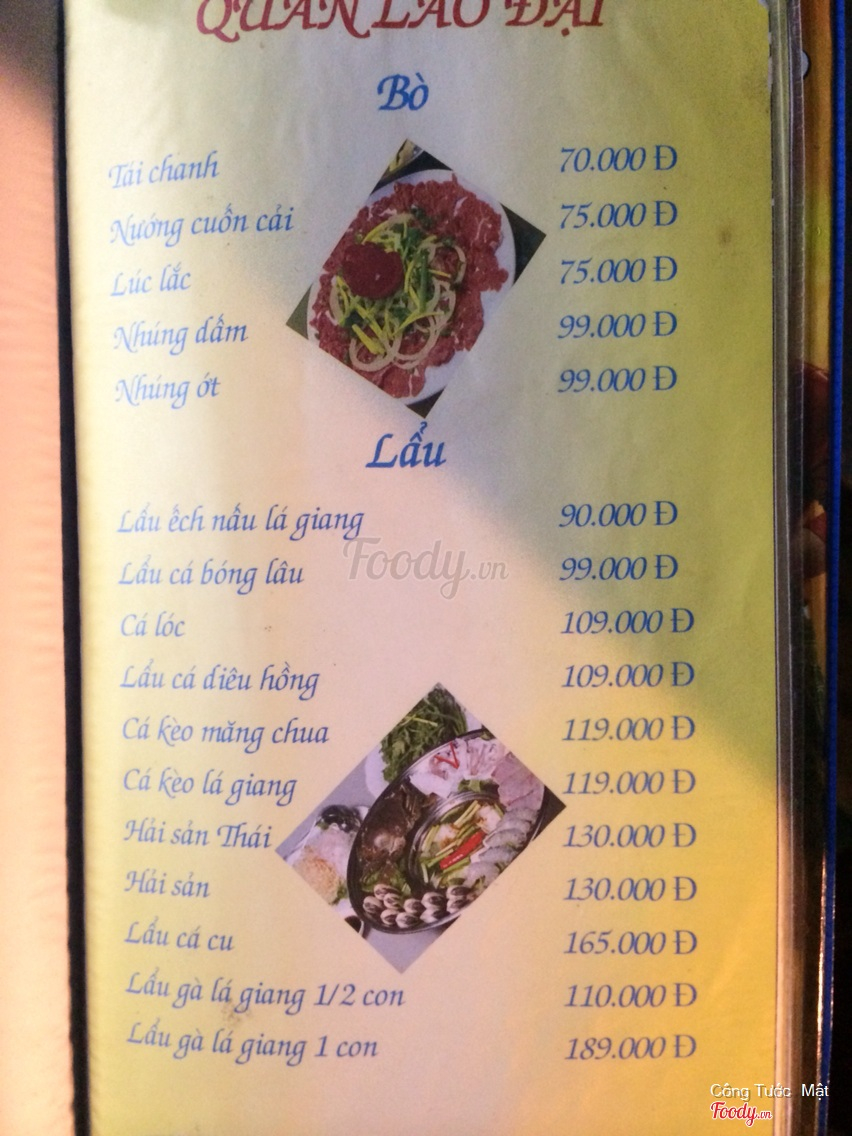 QUÁN LÃO ĐẠI
Bò
Tái chanh 70.000 Đ
Nướng cuốn cải 75.000 Đ
Lúc lắc 75.000 Đ
Nhúng dấm 99.000 Đ
Nhúng ớt 99.000 Đ
Lẩu
Lẩu ếch nấu lá giang 90.000 Đ
Lẩu cá bóng lâu 99.000 Đ
Cá lóc 109.000 Đ
Lẩu cá diêu hồng 109.000 Đ
Cá kèo măng chua 119.000 Đ
Cá kèo lá giang 119.000 Đ
Hải sản Thái 130.000 Đ
Hải sản 130.000 Đ
Lẩu cá cu 165.000 Đ
Lẩu gà lá giang 1/2 con 110.000 Đ
Lẩu gà lá giang 1 con 189.000 Đ
Foody.vn
Công Tước Mật
Foody.vn